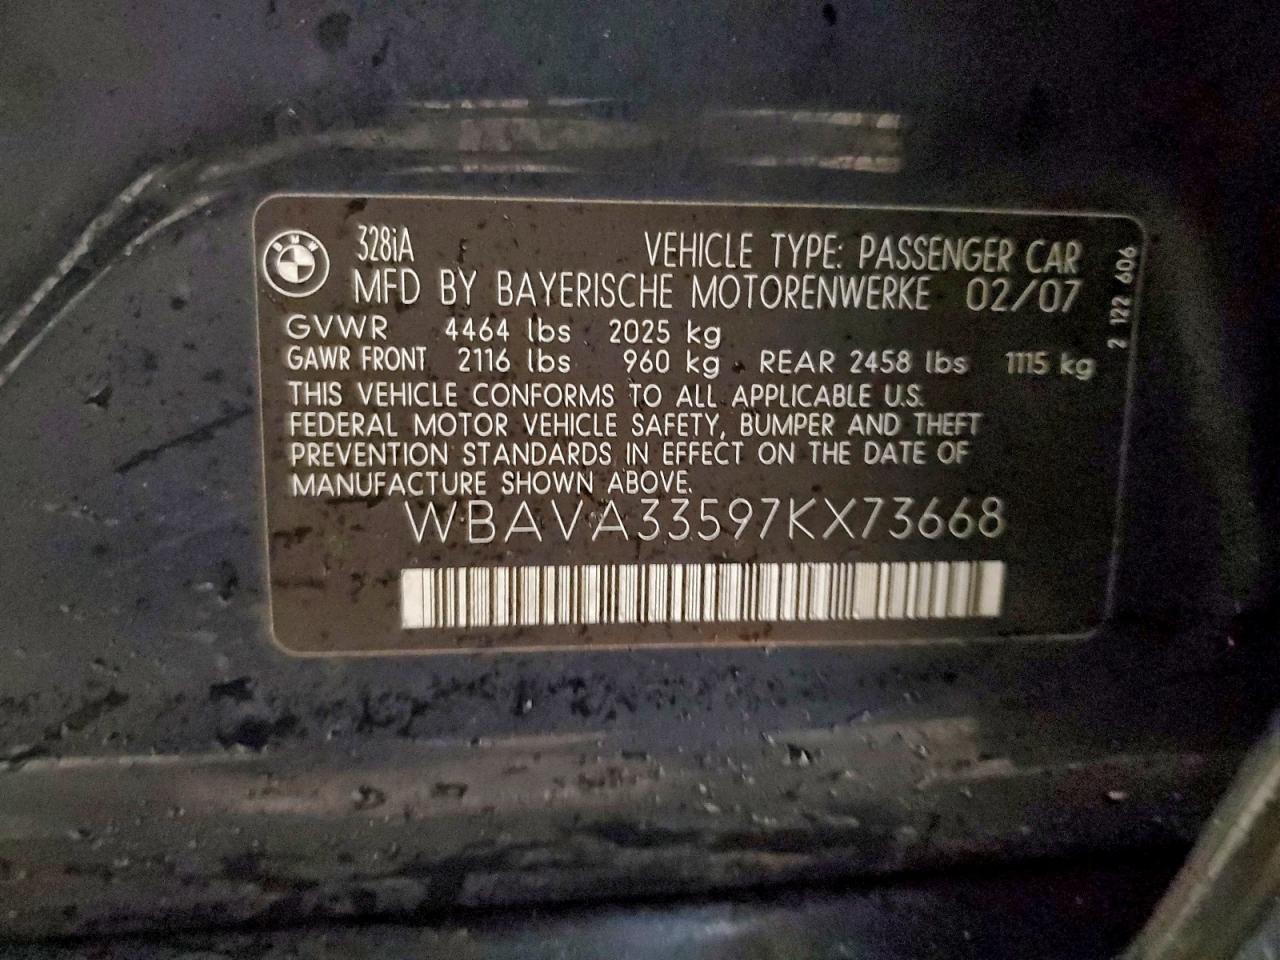 BMW
328iA VEHICLE TYPE: PASSENGER CAR
MFD BY BAYERISCHE MOTORENWERKE 02/07
GVWR 4464 lbs 2025 kg
GAWR FRONT 2116 lbs 960 kg REAR 2458 lbs 1115 kg
THIS VEHICLE CONFORMS TO ALL APPLICABLE U.S.
FEDERAL MOTOR VEHICLE SAFETY, BUMPER AND THEFT
PREVENTION STANDARDS IN EFFECT ON THE DATE OF
MANUFACTURE SHOWN ABOVE.
WBAVA33597KX73668
2 122 606